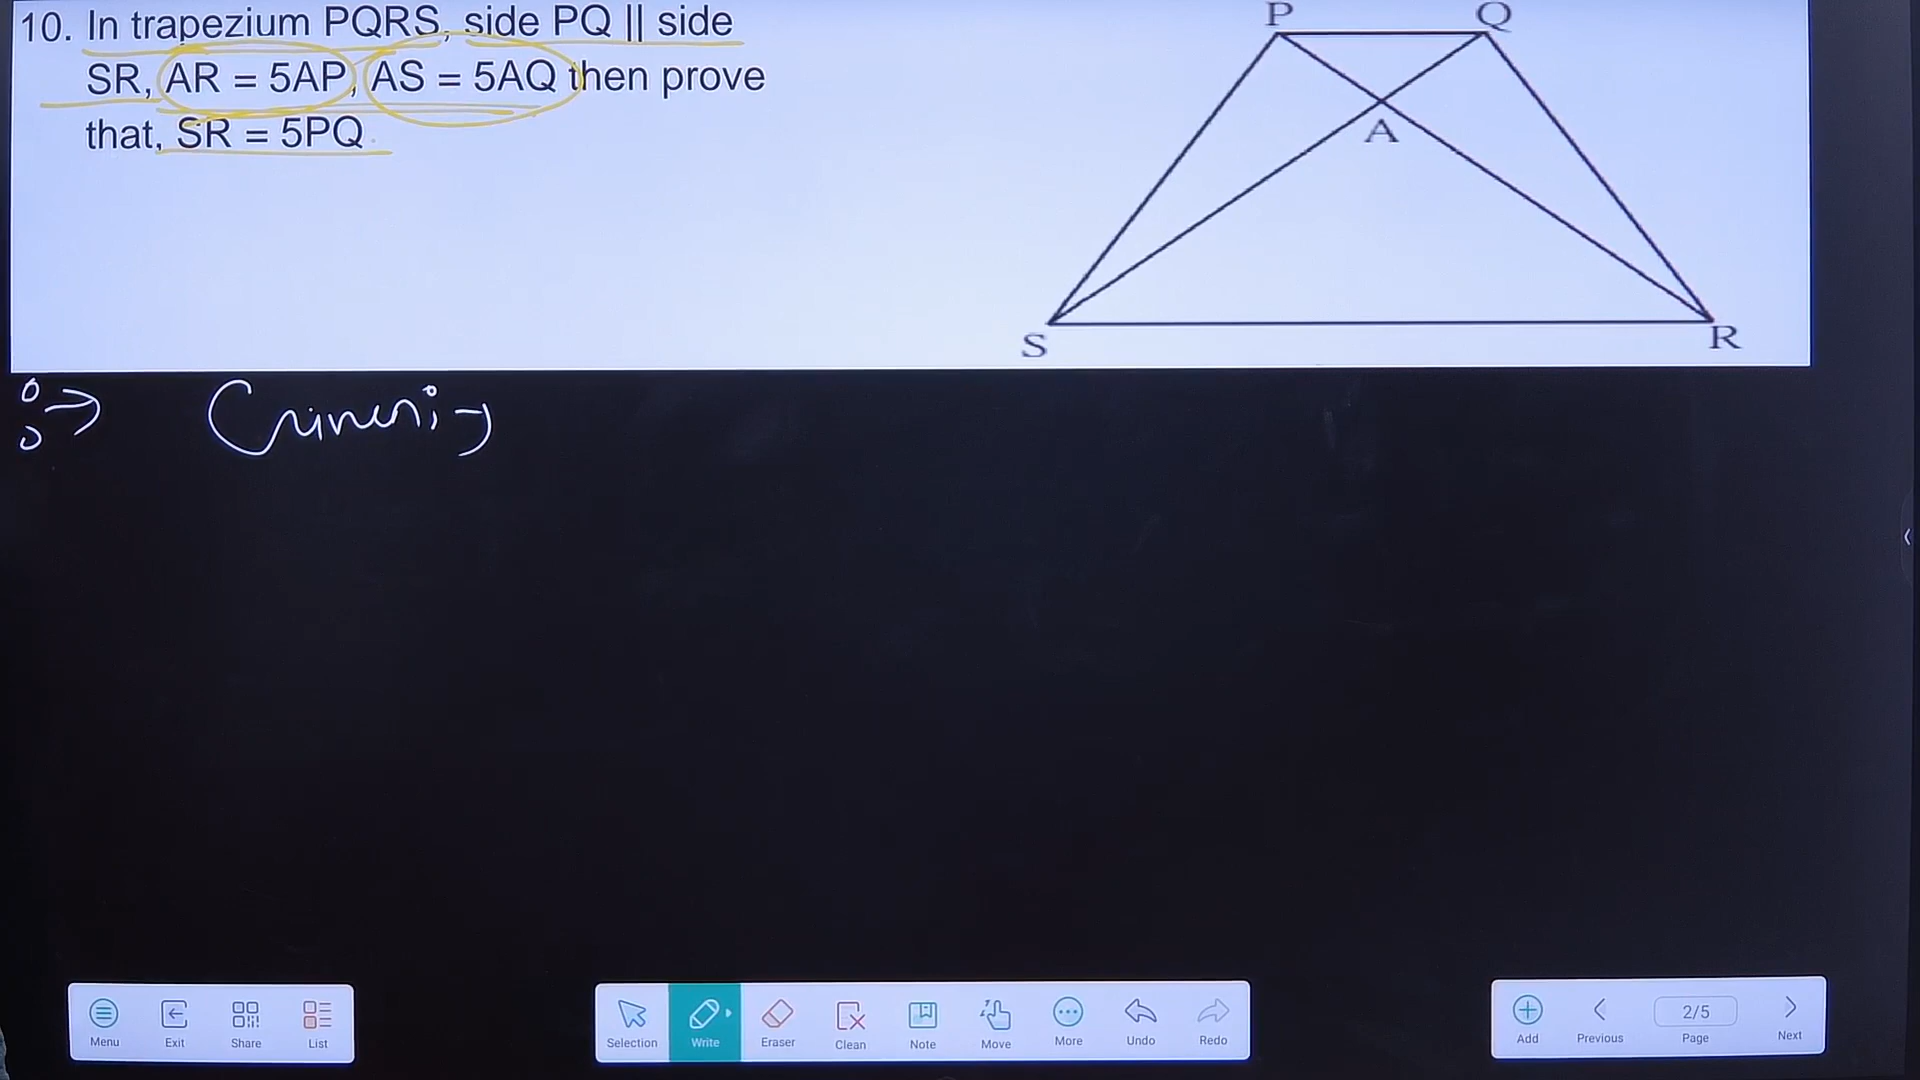 10. In trapezium PQRS, side PQ || side
SR, AR = 5AP, AS = 5AQ then prove
that, SR = 5PQ
P Q
A
S R
Menu Exit Share List
Selection Write Eraser Clean Note Move More Undo Redo
Add Previous 2/5 Page Next